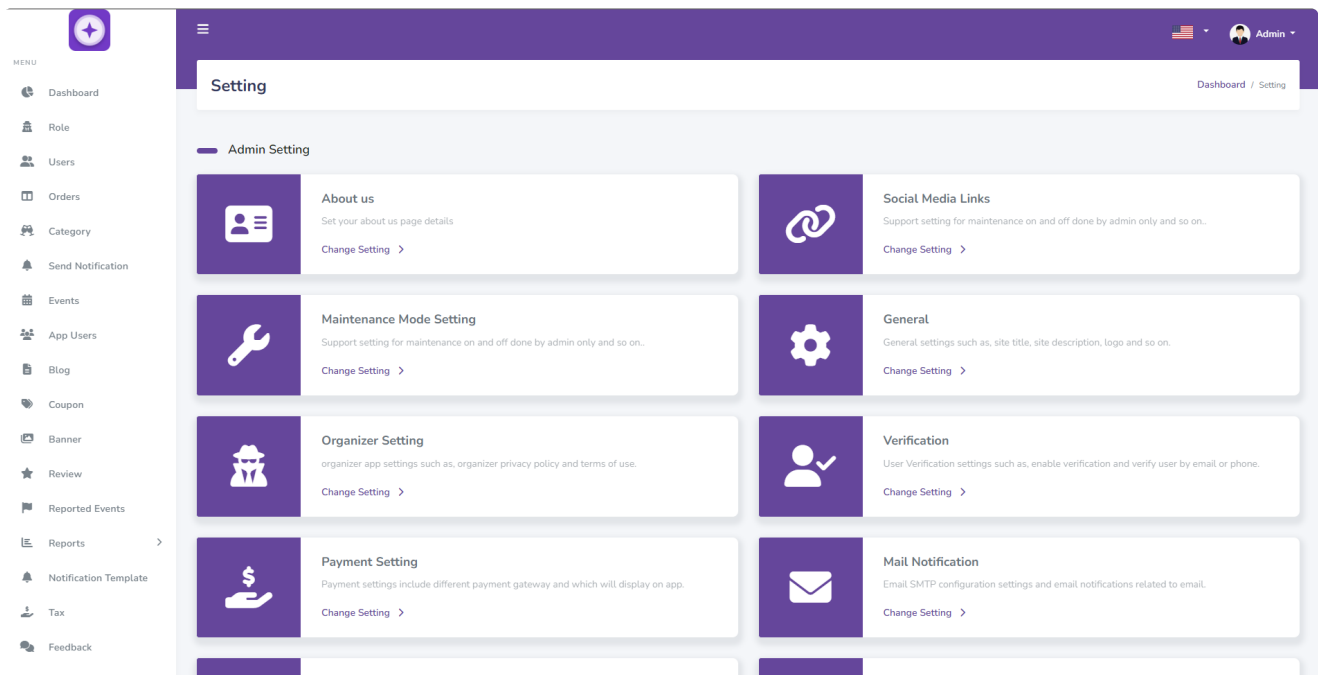 MENU
Dashboard
Role
Users
Orders
Category
Send Notification
Events
App Users
Blog
Coupon
Banner
Review
Reported Events
Reports
Notification Template
Tax
Feedback
Admin
Setting
Dashboard / Setting
Admin Setting
About us
Set your about us page details
Change Setting
Social Media Links
Support setting for maintenance on and off done by admin only and so on..
Change Setting
Maintenance Mode Setting
Support setting for maintenance on and off done by admin only and so on..
Change Setting
General
General settings such as, site title, site description, logo and so on.
Change Setting
Organizer Setting
organizer app settings such as, organizer privacy policy and terms of use.
Change Setting
Verification
User Verification settings such as, enable verification and verify user by email or phone.
Change Setting
Payment Setting
Payment settings include different payment gateway and which will display on app.
Change Setting
Mail Notification
Email SMTP configuration settings and email notifications related to email.
Change Setting